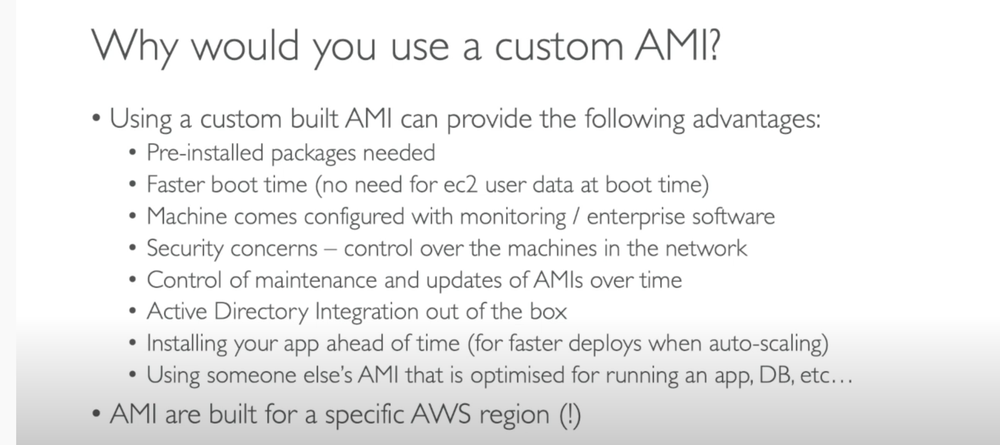 Why would you use a custom AMI?
• Using a custom built AMI can provide the following advantages:
• Pre-installed packages needed
• Faster boot time (no need for ec2 user data at boot time)
• Machine comes configured with monitoring / enterprise software
• Security concerns – control over the machines in the network
• Control of maintenance and updates of AMIs over time
• Active Directory Integration out of the box
• Installing your app ahead of time (for faster deploys when auto-scaling)
• Using someone else’s AMI that is optimised for running an app, DB, etc…
• AMI are built for a specific AWS region (!)